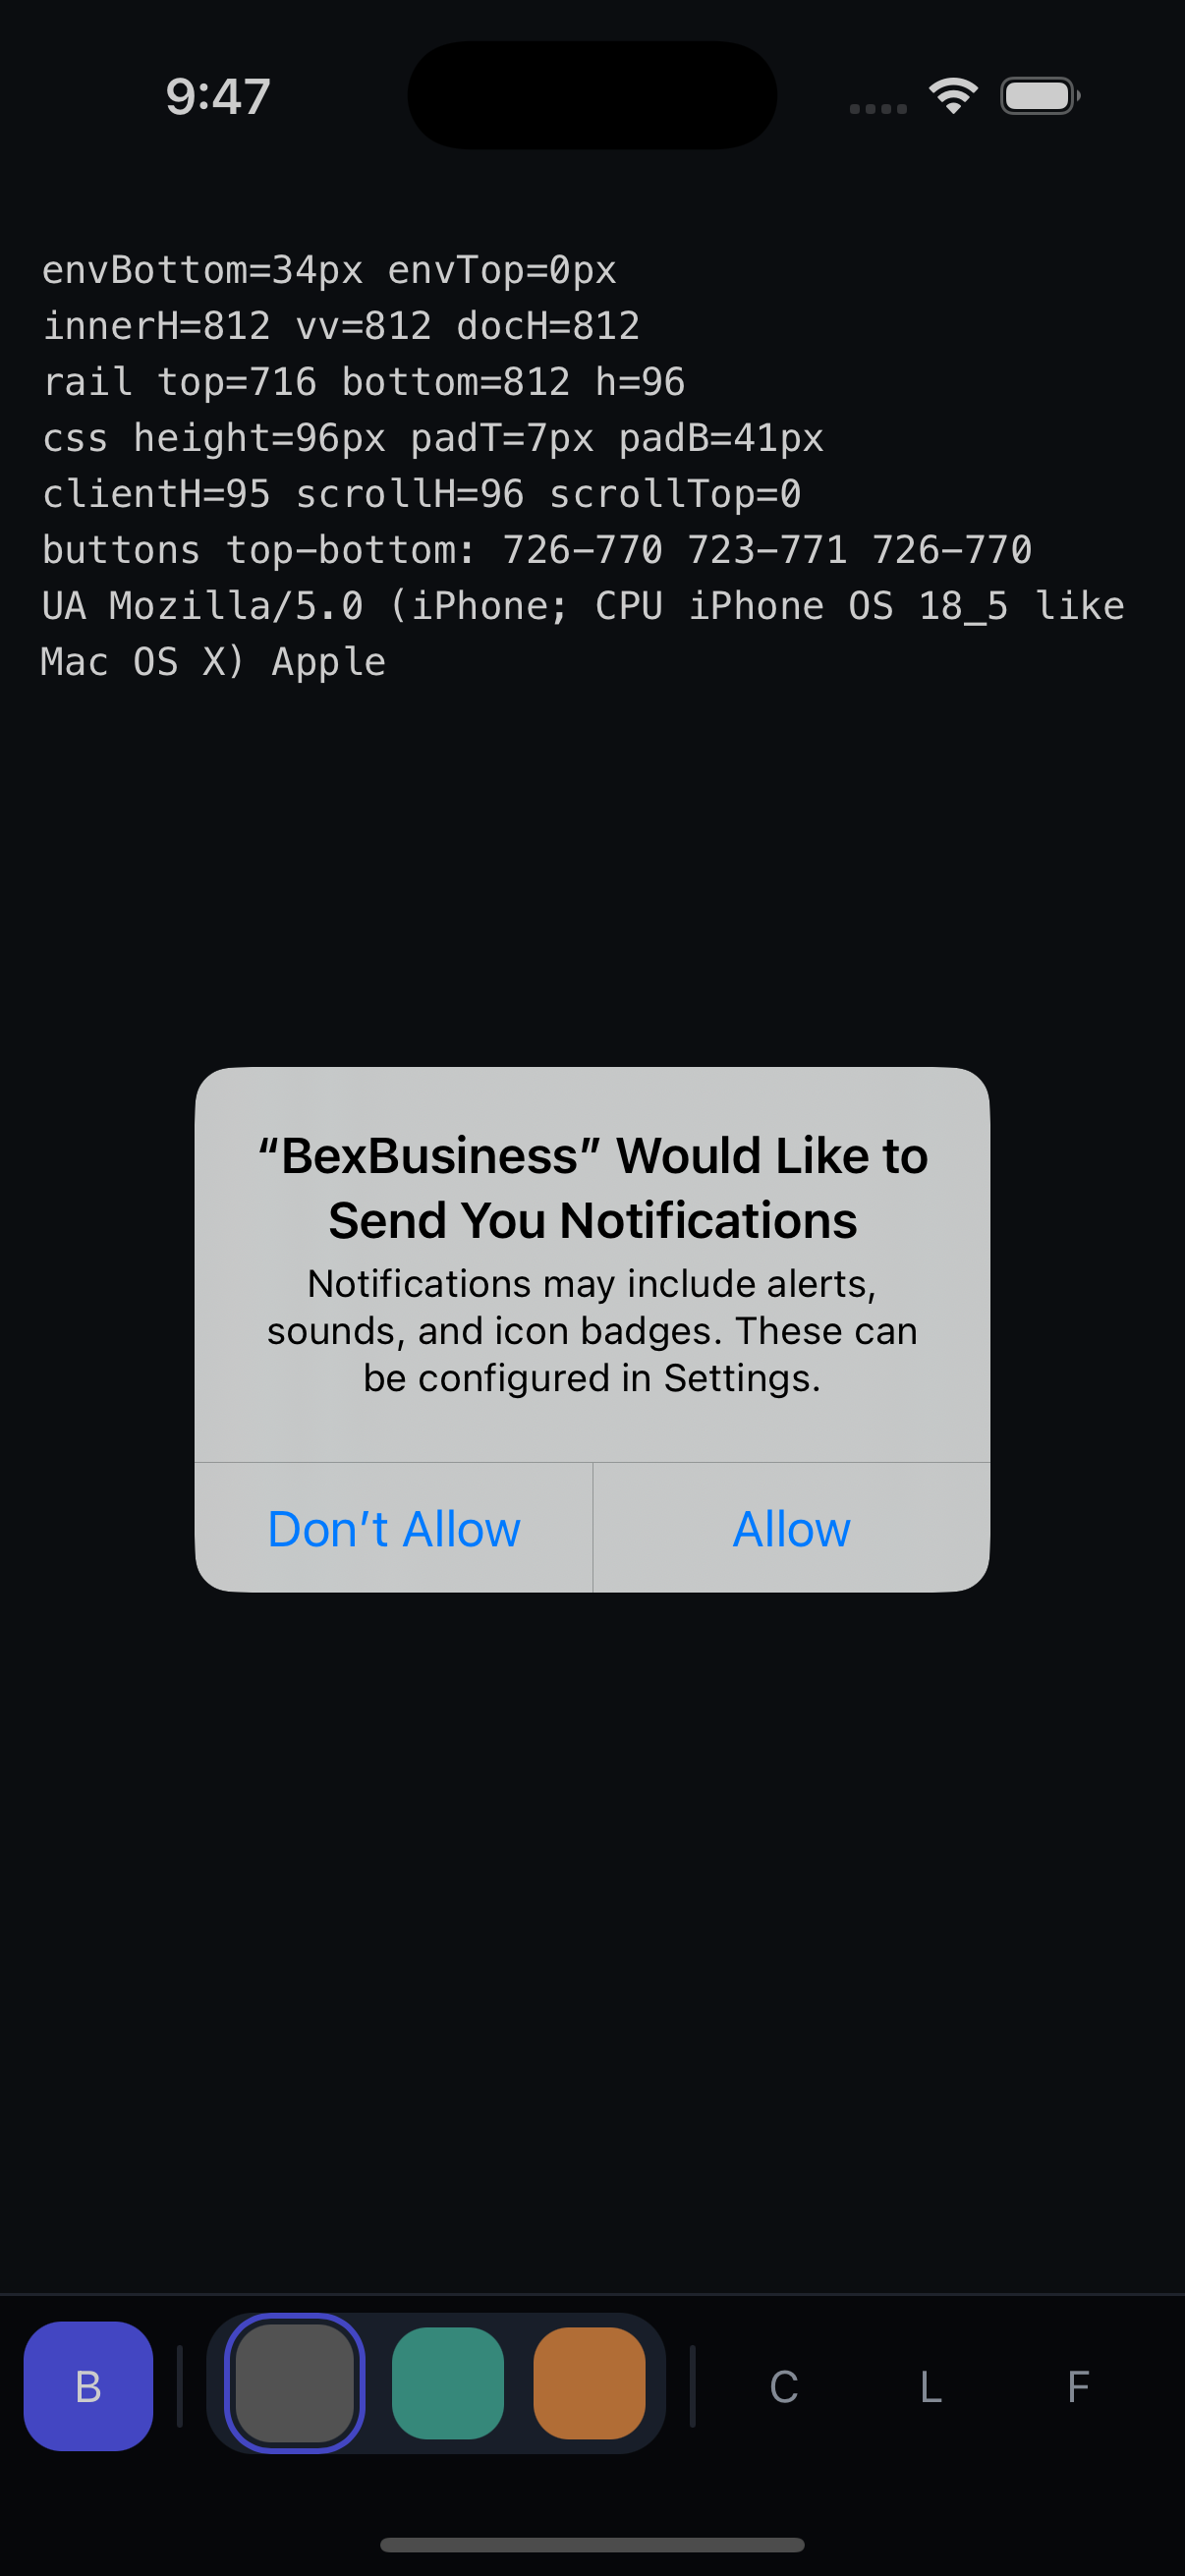 9:47
envBottom=34px envTop=0px
innerH=812 vv=812 docH=812
rail top=716 bottom=812 h=96
css height=96px padT=7px padB=41px
clientH=95 scrollH=96 scrollTop=0
buttons top-bottom: 726-770 723-771 726-770
UA Mozilla/5.0 (iPhone; CPU iPhone OS 18_5 like
Mac OS X) Apple
“BexBusiness” Would Like to
Send You Notifications
Notifications may include alerts,
sounds, and icon badges. These can
be configured in Settings.
Don’t Allow Allow
B C L F